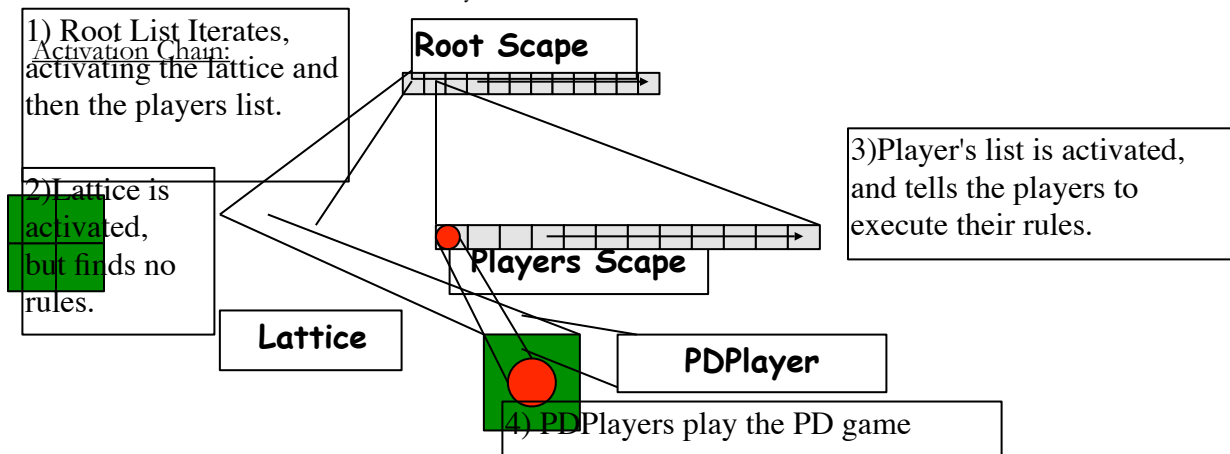 1) Root List Iterates,
Activation Chain:
activating the lattice and
then the players list.
Root Scape
3)Player's list is activated,
and tells the players to
execute their rules.
2)Lattice is
activated,
but finds no
rules.
Players Scape
Lattice
PDPlayer
4) PDPlayers play the PD game